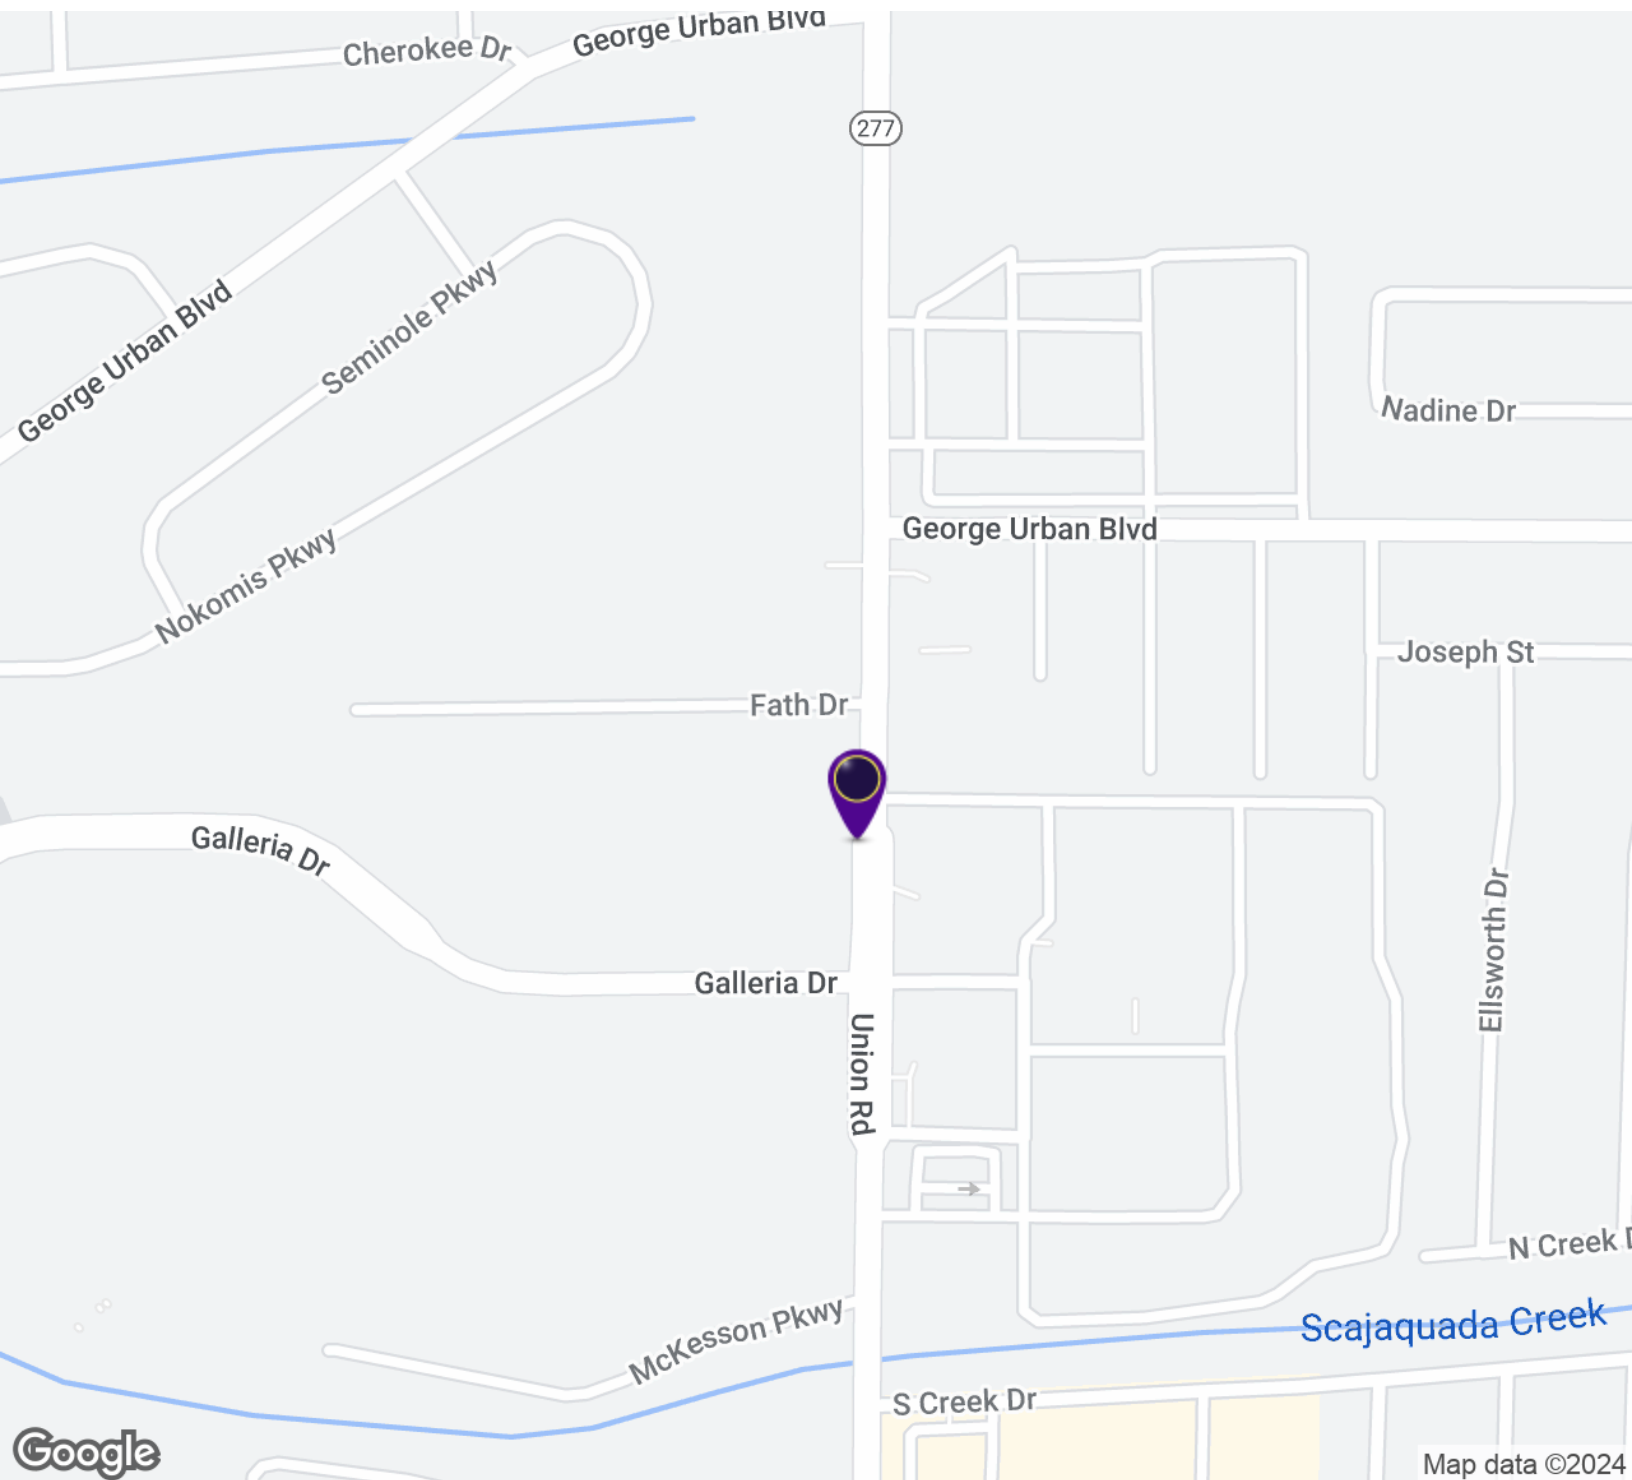 George Urban Blvd
Cherokee Dr
277
Seminole Pkwy
George Urban Blvd
Nadine Dr
George Urban Blvd
Nokomis Pkwy
Joseph St
Fath Dr
Galleria Dr
Ellsworth Dr
Galleria Dr
Union Rd
N Creek D
McKesson Pkwy
Scajaquada Creek
S Creek Dr
Google
Map data ©2024